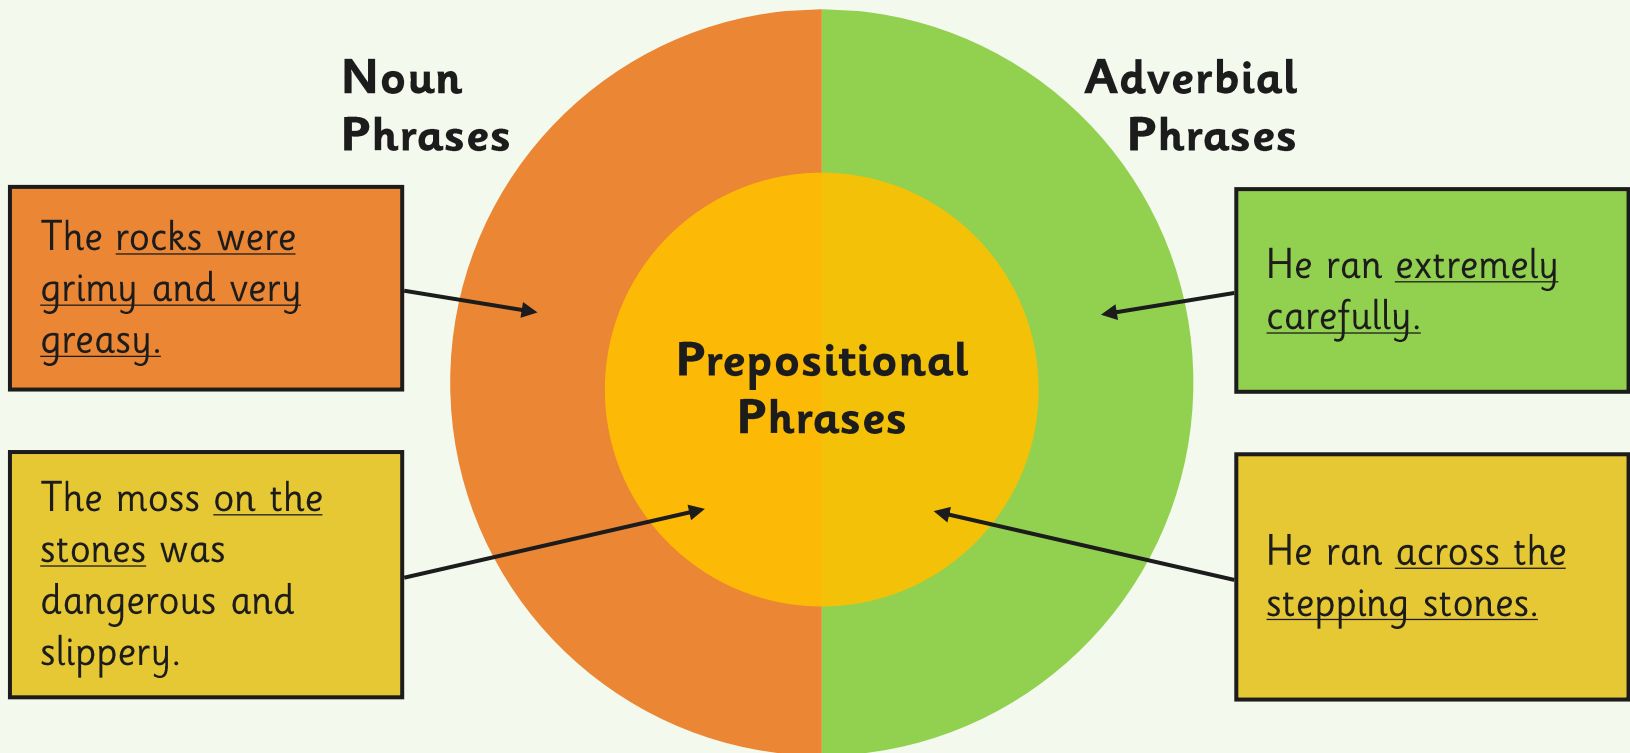 Noun
Phrases
Adverbial
Phrases
The rocks were
grimy and very
greasy.
He ran extremely
carefully.
Prepositional
Phrases
The moss on the
stones was
dangerous and
slippery.
He ran across the
stepping stones.